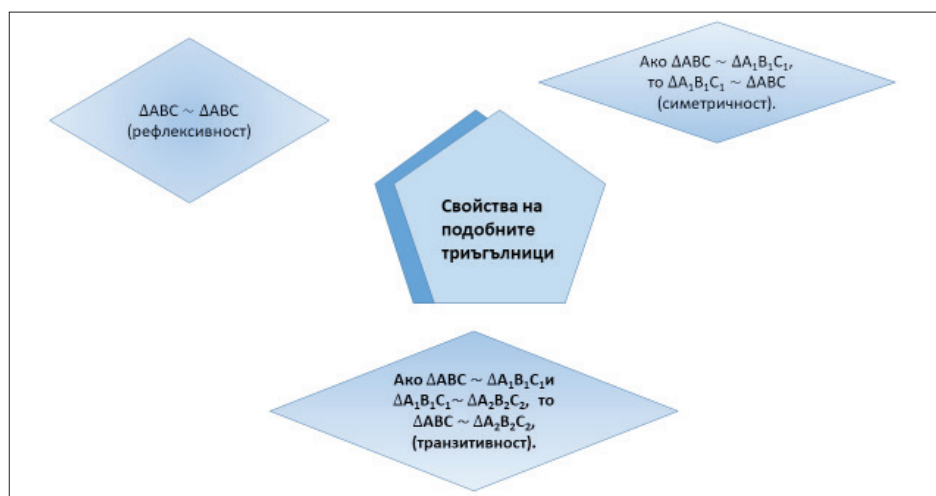 ΔABC ~ ΔABC
(рефлексивност)
Ако ΔABC ~ ΔA₁B₁C₁,
то ΔA₁B₁C₁ ~ ΔABC
(симетричност).
Свойства на
подобните
триъгълници
Ако ΔABC ~ ΔA₁B₁C₁и
ΔA₁B₁C₁~ ΔA₂B₂C₂, то
ΔABC ~ ΔA₂B₂C₂,
(транзитивност).